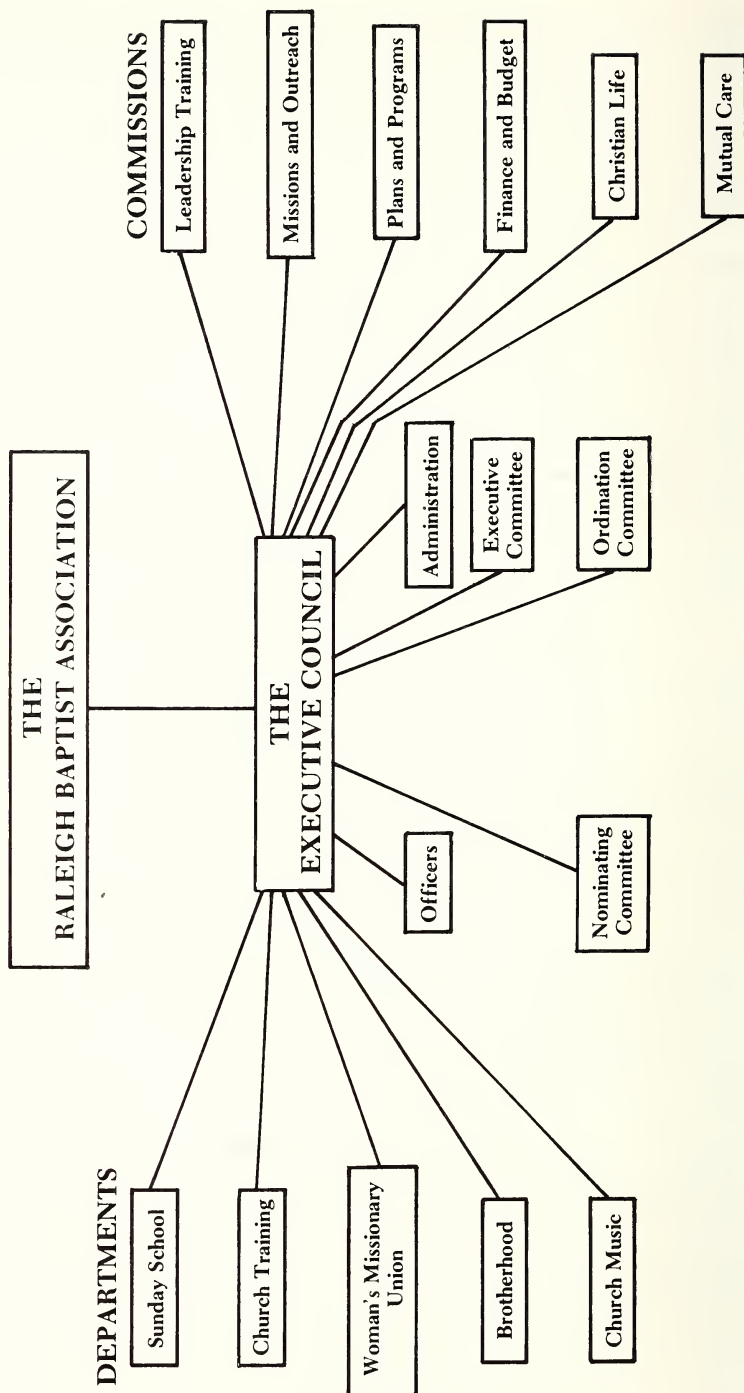 THE
RALEIGH BAPTIST ASSOCIATION
THE
EXECUTIVE COUNCIL
DEPARTMENTS
Sunday School
Church Training
Woman's Missionary
Union
Brotherhood
Church Music
Officers
Nominating
Committee
Administration
Executive
Committee
Ordination
Committee
COMMISSIONS
Leadership Training
Missions and Outreach
Plans and Programs
Finance and Budget
Christian Life
Mutual Care